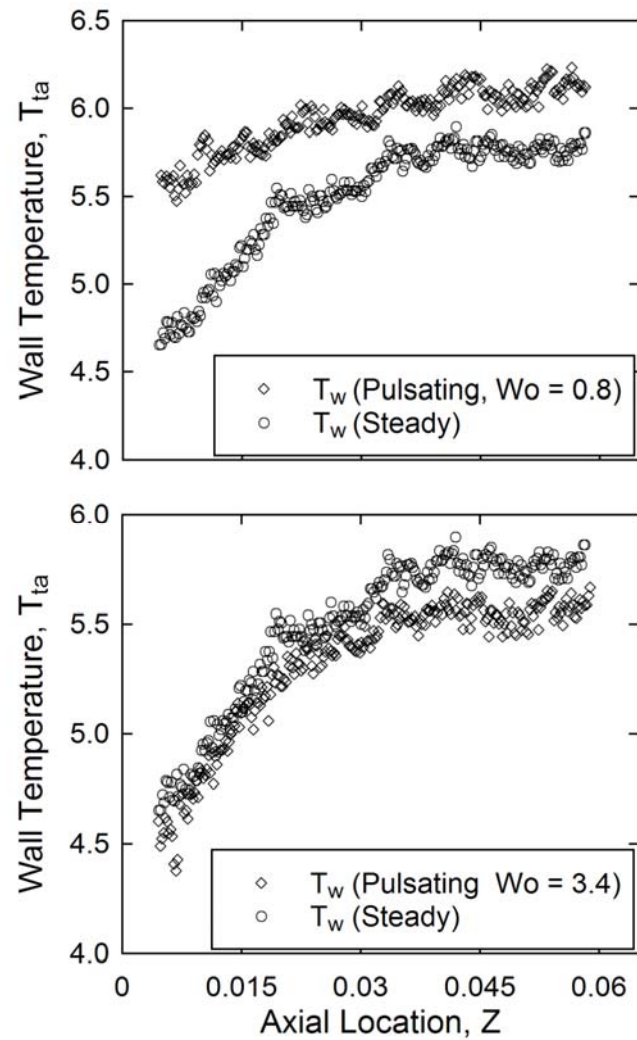 6.5
6.0
5.5
5.0
4.5
4.0
Wall Temperature, Tta
Tw (Pulsating, Wo = 0.8)
Tw (Steady)
6.0
5.5
5.0
4.5
4.0
Wall Temperature, Tta
Tw (Pulsating Wo = 3.4)
Tw (Steady)
0 0.015 0.03 0.045 0.06
Axial Location, Z